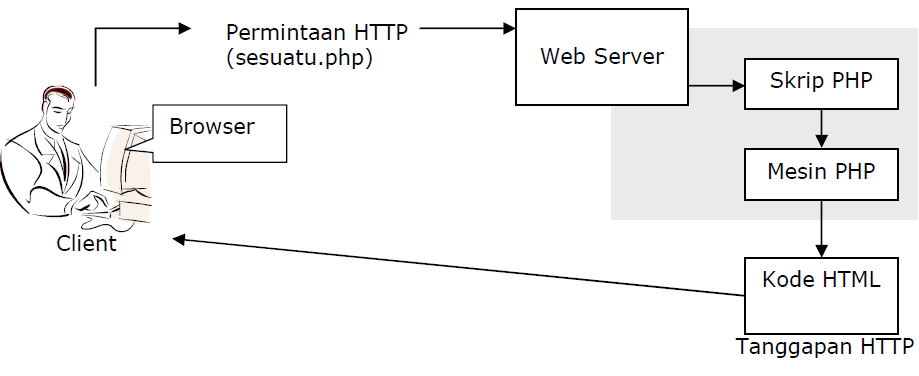 Permintaan HTTP
(sesuatu.php)
Web Server
Skrip PHP
Browser
Mesin PHP
Client
Kode HTML
Tanggapan HTTP